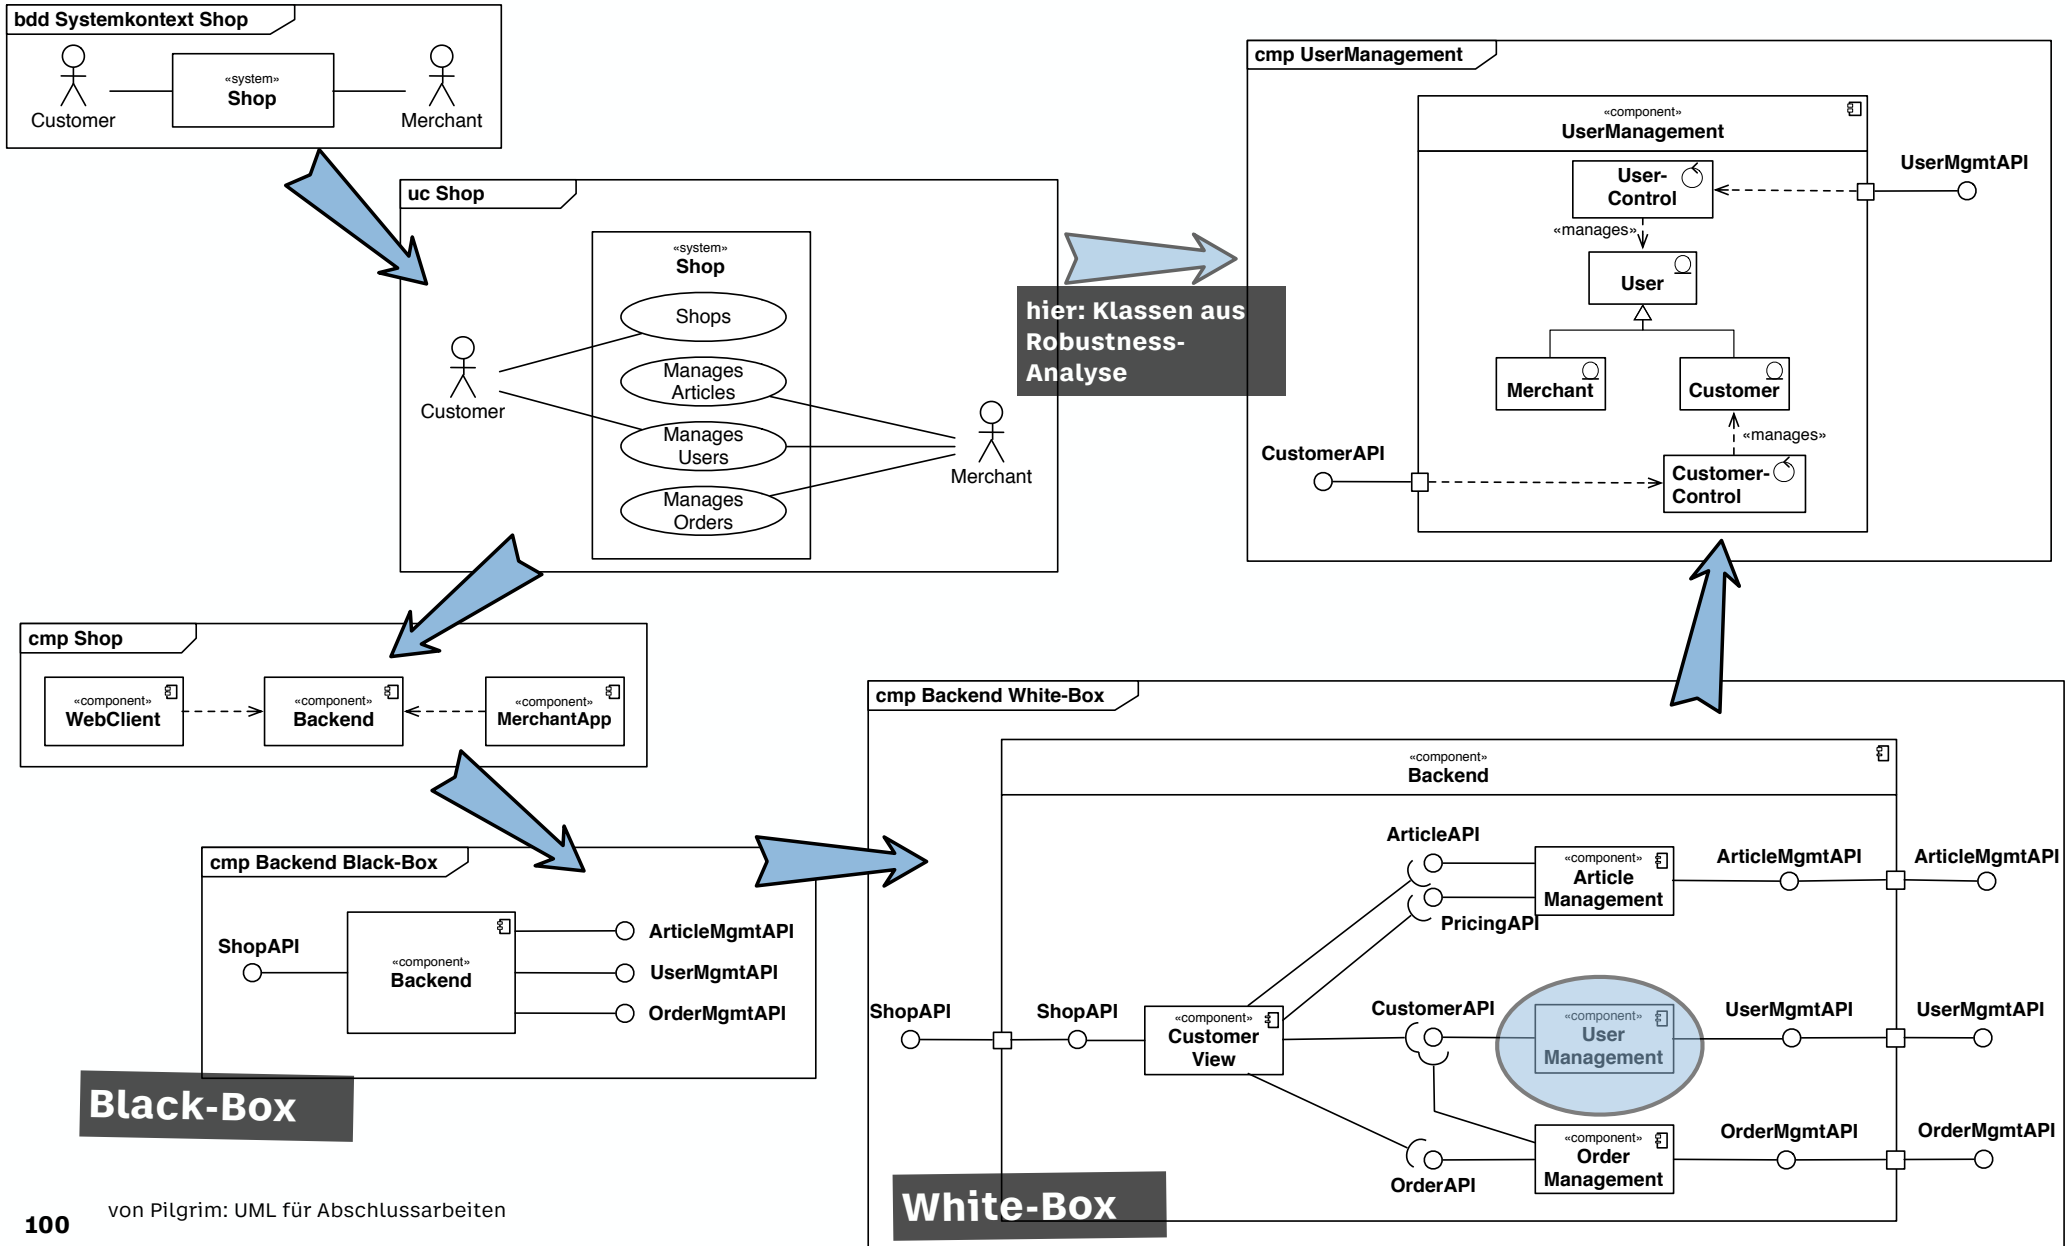 bdd Systemkontext Shop
Customer
«system»
Shop
Merchant
uc Shop
«system»
Shop
Shops
Manages
Articles
Manages
Users
Manages
Orders
Customer
Merchant
hier: Klassen aus
Robustness-
Analyse
cmp UserManagement
«component»
UserManagement
User-
Control
UserMgmtAPI
«manages»
User
Merchant
Customer
«manages»
CustomerAPI
Customer-
Control
cmp Shop
«component»
WebClient
«component»
Backend
«component»
MerchantApp
cmp Backend Black-Box
ShopAPI
«component»
Backend
ArticleMgmtAPI
UserMgmtAPI
OrderMgmtAPI
Black-Box
cmp Backend White-Box
«component»
Backend
ArticleAPI
PricingAPI
«component»
Article
Management
ArticleMgmtAPI
ArticleMgmtAPI
ShopAPI
ShopAPI
«component»
Customer
View
CustomerAPI
«component»
User
Management
UserMgmtAPI
UserMgmtAPI
OrderAPI
«component»
Order
Management
OrderMgmtAPI
OrderMgmtAPI
White-Box
100
von Pilgrim: UML für Abschlussarbeiten